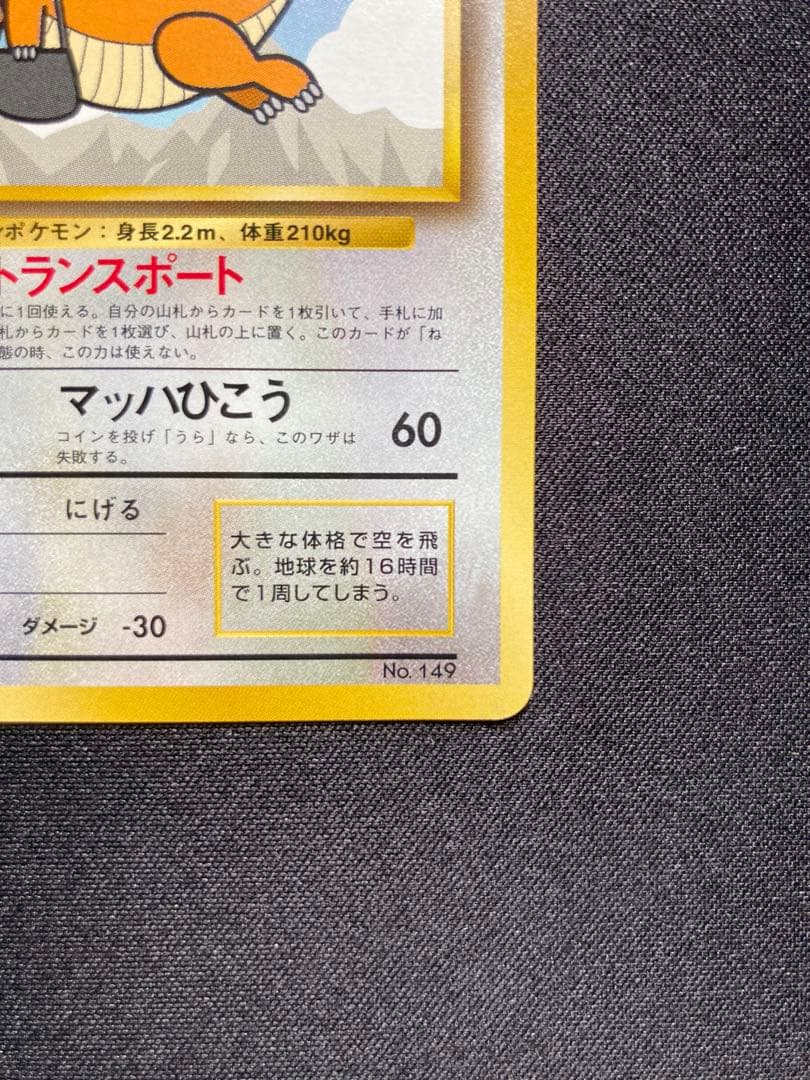 ポケモン：身長2.2m、体重210kg
トランスポート
に1回使える。自分の山札からカードを1枚引いて、手札に加
札からカードを1枚選び、山札の上に置く。このカードが「ね
態の時、この力は使えない。
マッハひこう 60
コインを投げ「うら」なら、このワザは
失敗する。
にげる
大きな体格で空を飛
ぶ。地球を約16時間
で1周してしまう。
ダメージ -30
No. 149